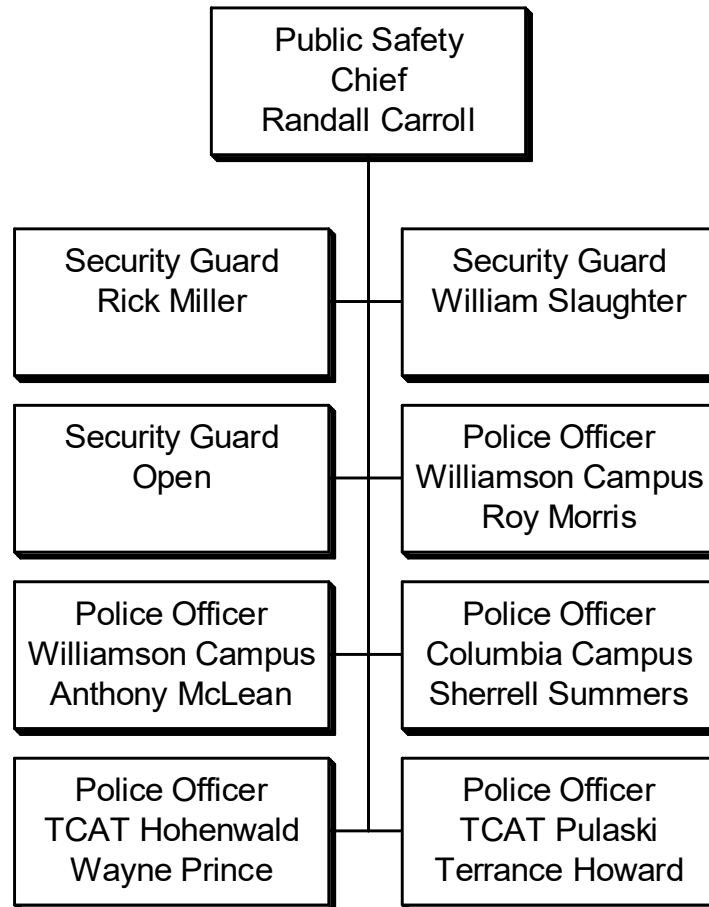 Public Safety
Chief
Randall Carroll
Security Guard
Rick Miller
Security Guard
William Slaughter
Security Guard
Open
Police Officer
Williamson Campus
Roy Morris
Police Officer
Williamson Campus
Anthony McLean
Police Officer
Columbia Campus
Sherrell Summers
Police Officer
TCAT Hohenwald
Wayne Prince
Police Officer
TCAT Pulaski
Terrance Howard